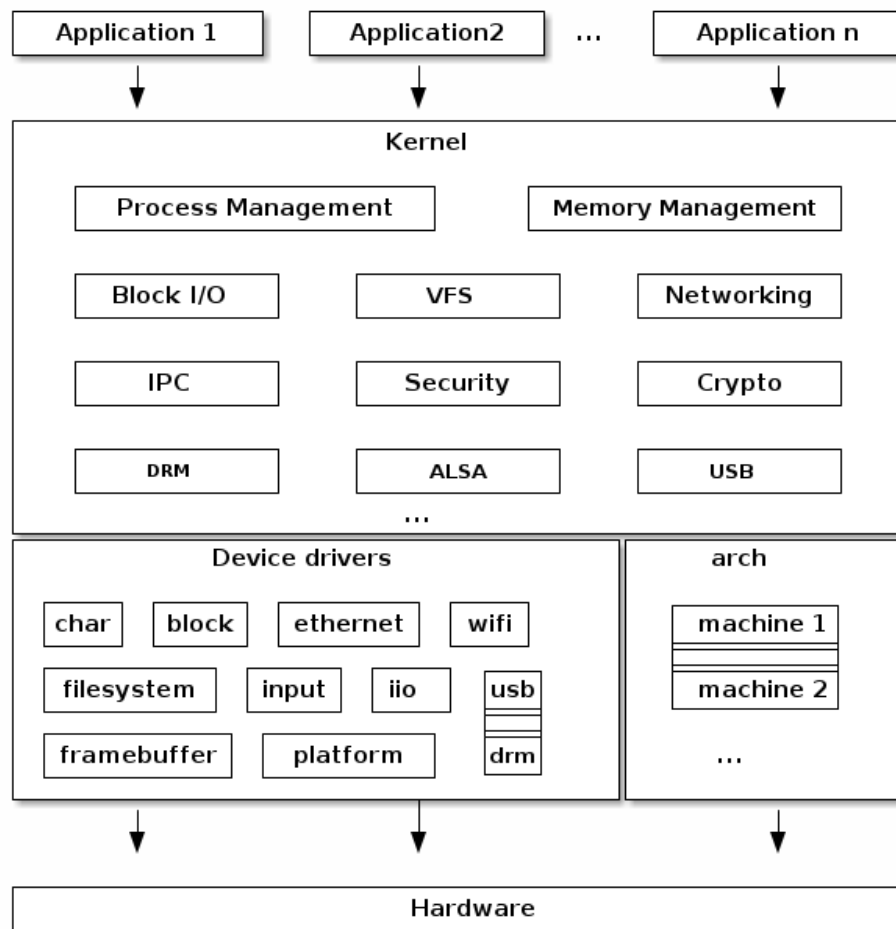 Application 1 Application2 ... Application n
Kernel
Process Management Memory Management
Block I/O VFS Networking
IPC Security Crypto
DRM ALSA USB
...
Device drivers arch
char block ethernet wifi machine 1
filesystem input iio usb machine 2
framebuffer platform drm ...
Hardware